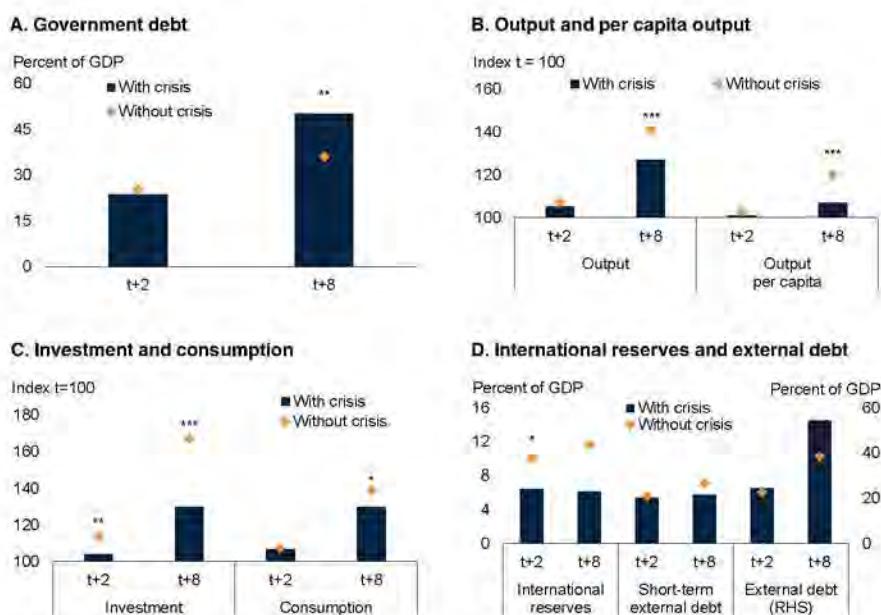 A. Government debt
Percent of GDP
60
45
30
15
0
With crisis
Without crisis
**
t+2
t+8
B. Output and per capita output
Index t = 100
160
140
120
100
With crisis
Without crisis
***
***
t+2
t+8
t+2
t+8
Output
Output
per capita
C. Investment and consumption
Index t=100
180
160
140
120
100
With crisis
Without crisis
**
***
*
t+2
t+8
t+2
t+8
Investment
Consumption
D. International reserves and external debt
Percent of GDP
Percent of GDP
16
12
8
4
0
With crisis
Without crisis
*
60
40
20
0
t+2
t+8
t+2
t+8
t+2
t+8
International
reserves
Short-term
external debt
External debt
(RHS)